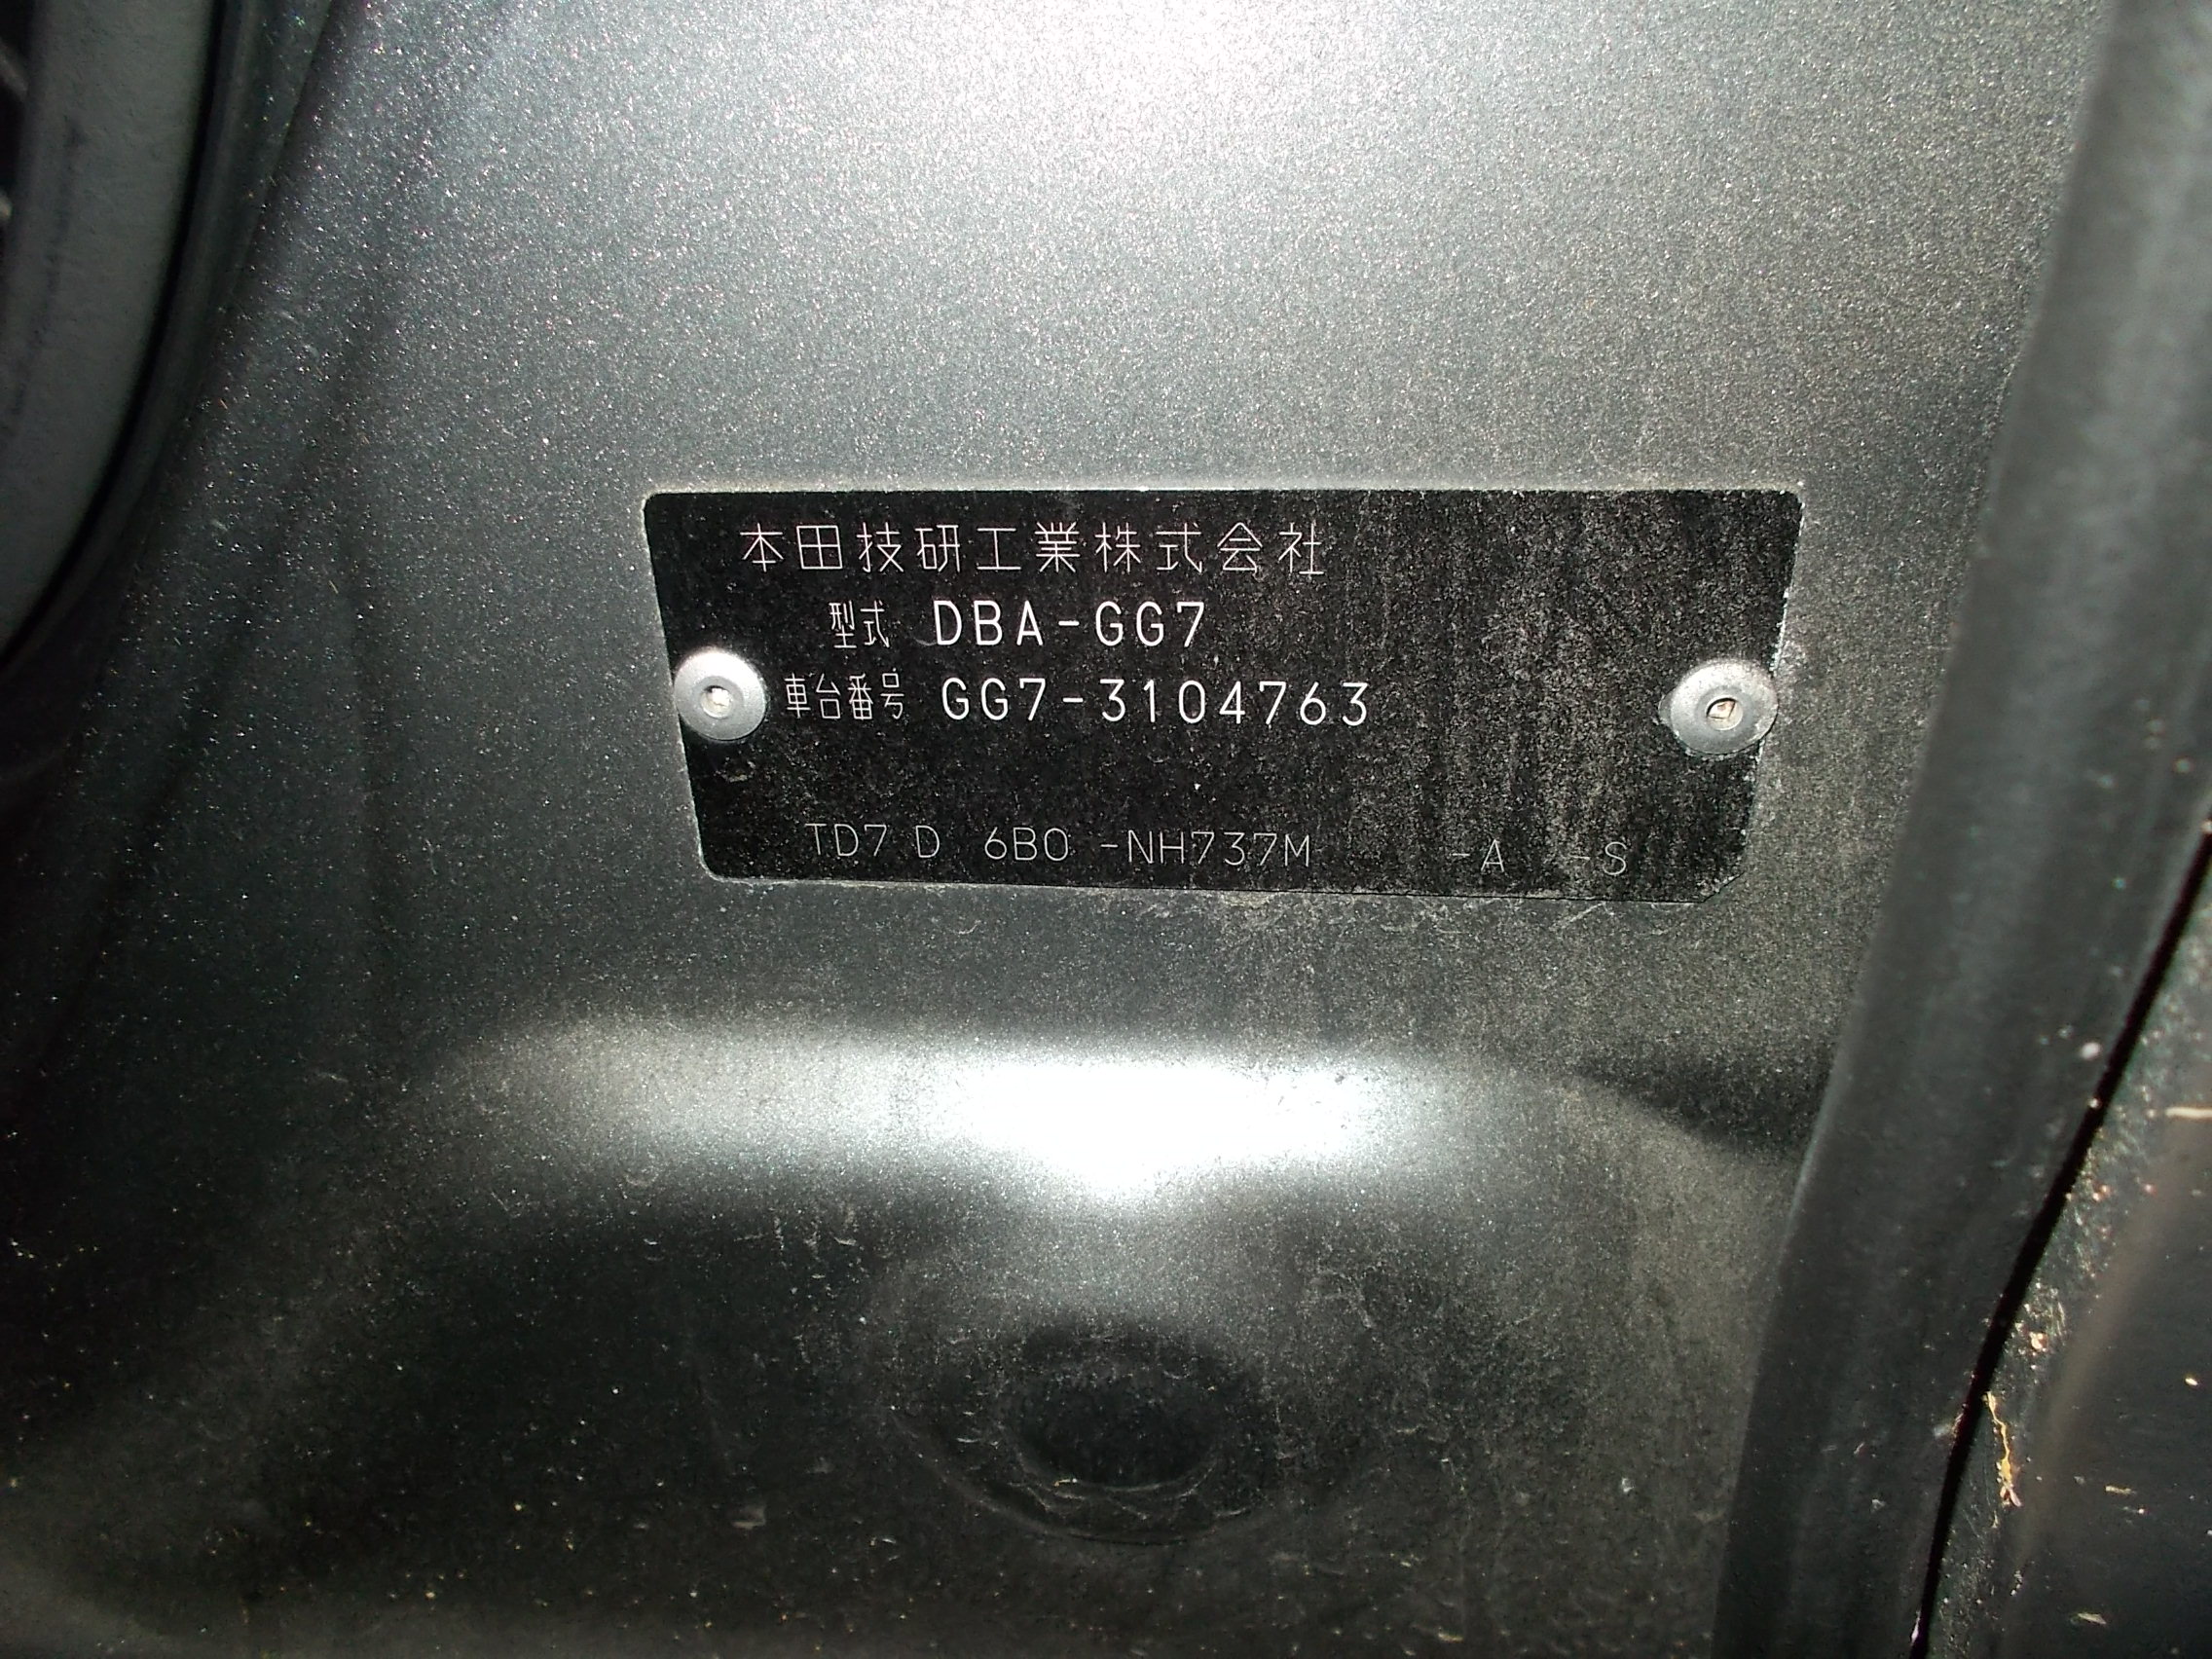 本田技研工業株式会社
型式 DBA-GG7
車台番号 GG7-3104763
TD7 D 6B0 -NH737M -A -S